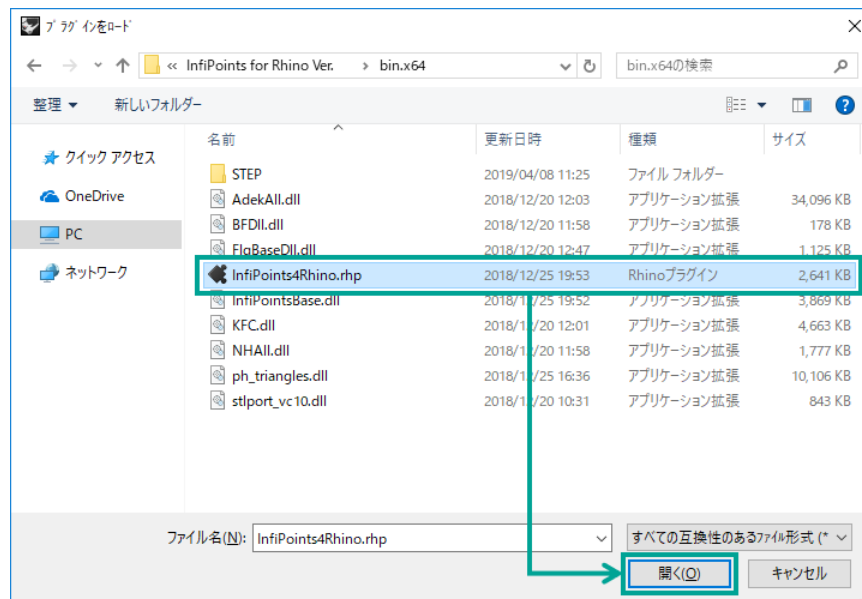 プラグインをロード
« InfiPoints for Rhino Ver. › bin.x64
bin.x64の検索
整理 新しいフォルダー
名前 更新日時 種類 サイズ
クイック アクセス
OneDrive
PC
ネットワーク
STEP 2019/04/08 11:25 ファイル フォルダー
AdekAll.dll 2018/12/20 12:03 アプリケーション拡張 34,096 KB
BFDll.dll 2018/12/20 11:58 アプリケーション拡張 178 KB
FlqBaseDll.dll 2018/12/20 12:47 アプリケーション拡張 1,125 KB
InfiPoints4Rhino.rhp 2018/12/25 19:53 Rhinoプラグイン 2,641 KB
InfiPointsBase.dll 2018/12/25 19:52 アプリケーション拡張 3,869 KB
KFC.dll 2018/12/20 12:01 アプリケーション拡張 4,663 KB
NHAll.dll 2018/12/20 11:58 アプリケーション拡張 1,777 KB
ph_triangles.dll 2018/12/25 16:36 アプリケーション拡張 10,106 KB
stlport_vc10.dll 2018/12/20 10:31 アプリケーション拡張 843 KB
ファイル名(N): InfiPoints4Rhino.rhp すべての互換性のあるファイル形式 (*
開く(O) キャンセル